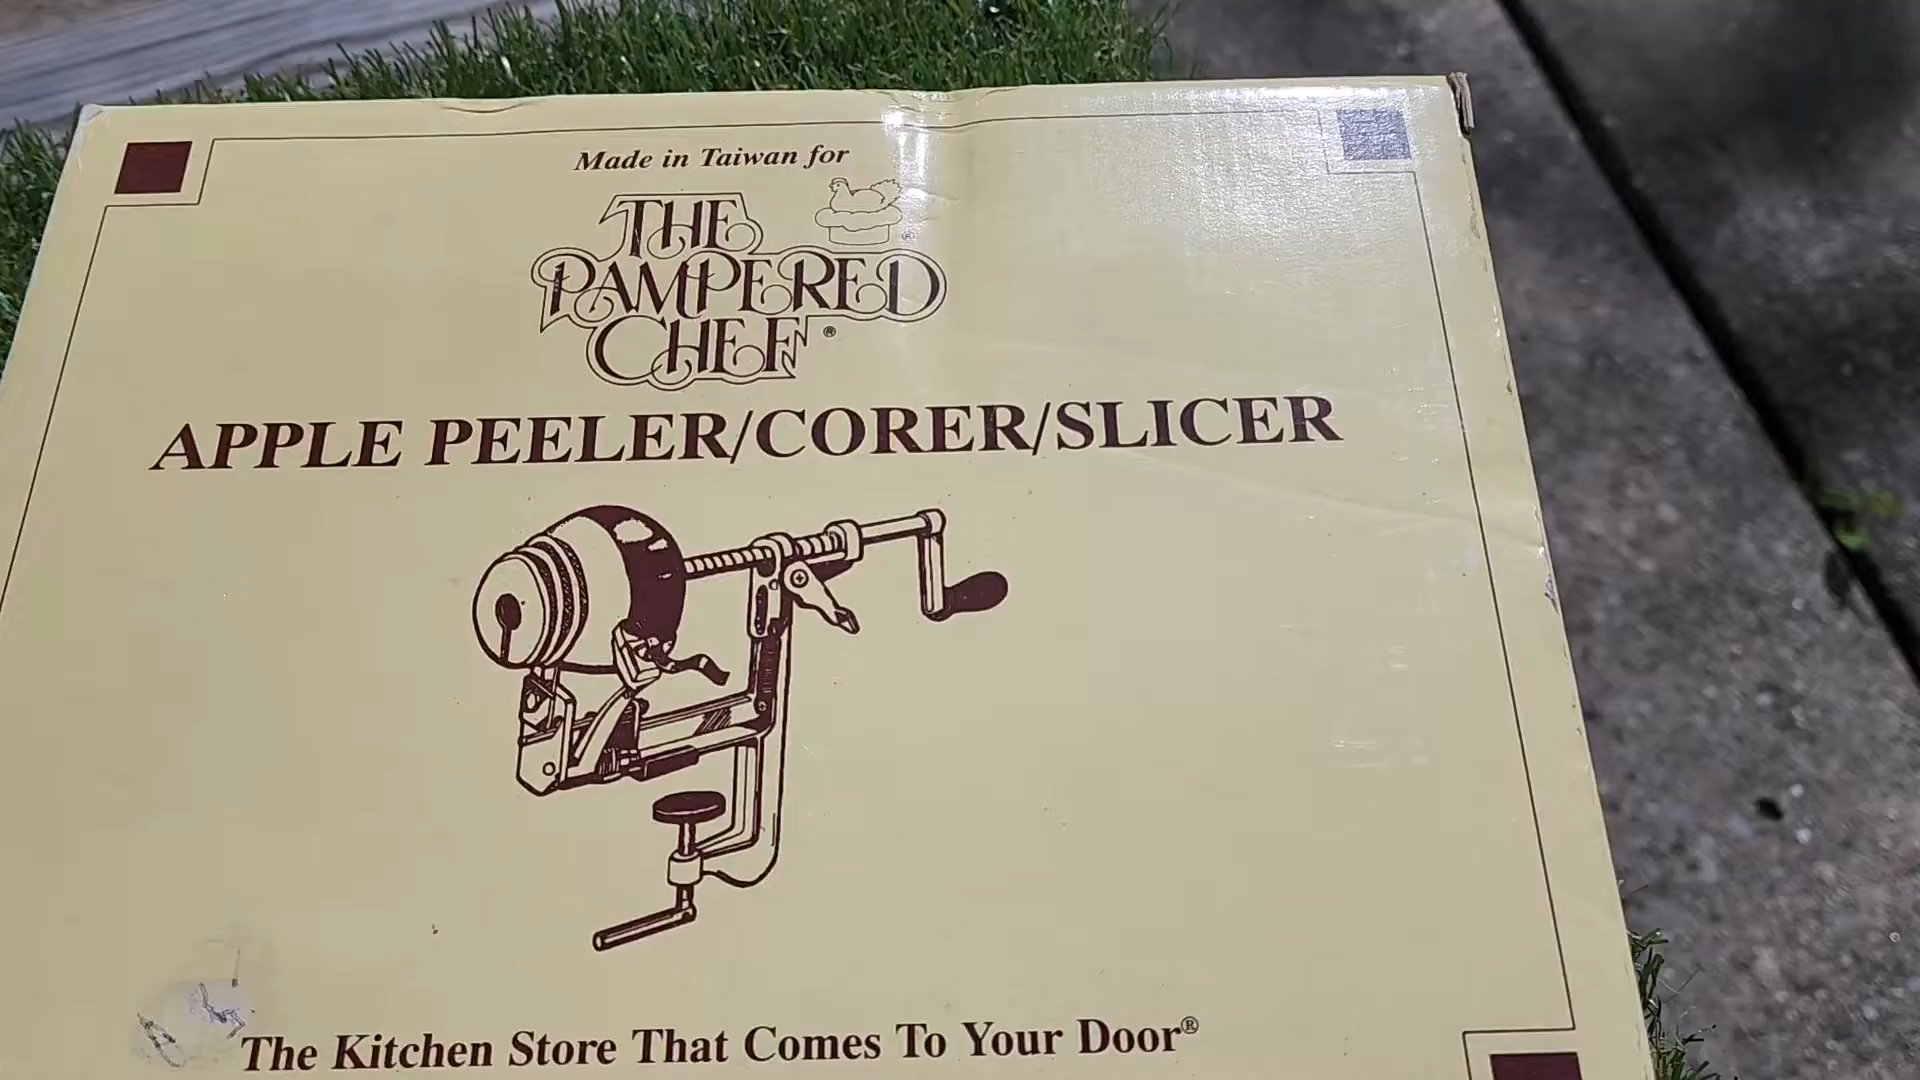 Made in Taiwan for
THE
PAMPERED
CHEF®
APPLE PEELER/CORER/SLICER
The Kitchen Store That Comes To Your Door®